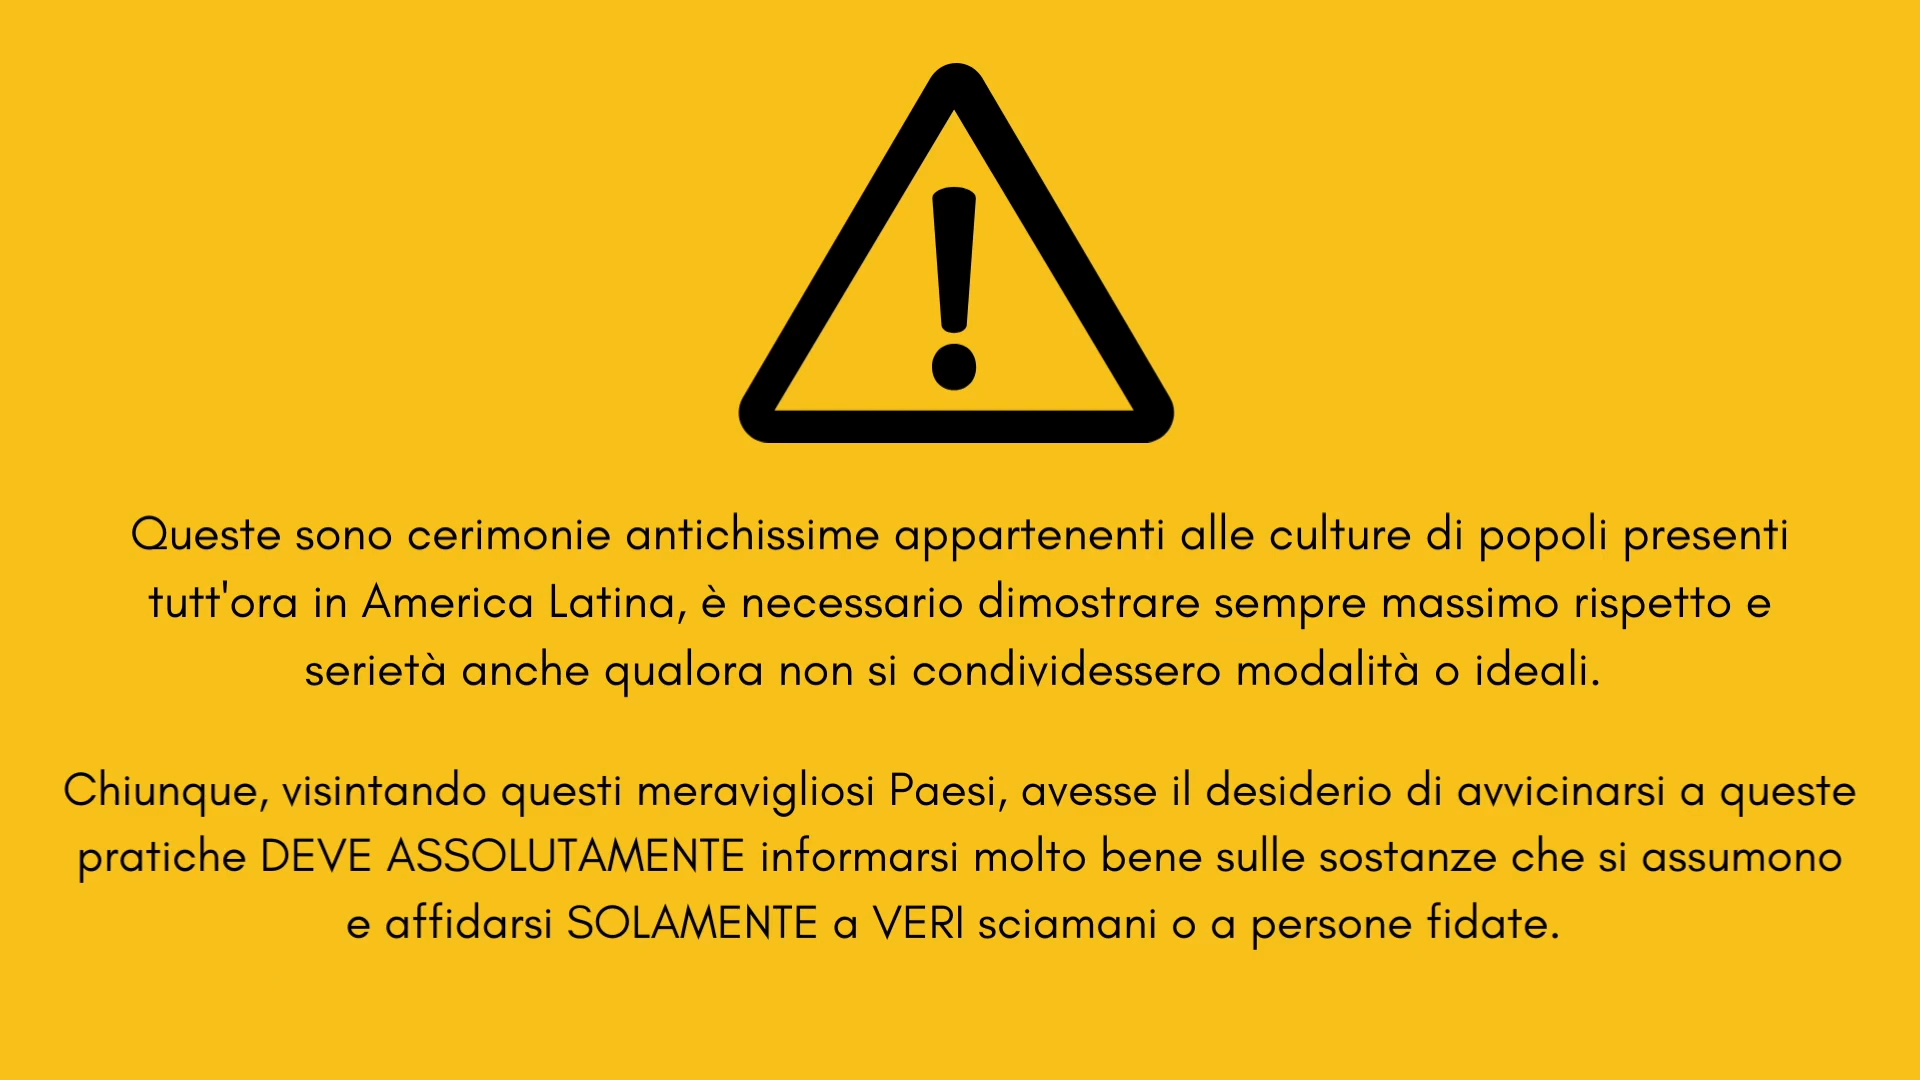 Queste sono cerimonie antichissime appartenenti alle culture di popoli presenti
tutt'ora in America Latina, è necessario dimostrare sempre massimo rispetto e
serietà anche qualora non si condividessero modalità o ideali.
Chiunque, visintando questi meravigliosi Paesi, avesse il desiderio di avvicinarsi a queste
pratiche DEVE ASSOLUTAMENTE informarsi molto bene sulle sostanze che si assumono
e affidarsi SOLAMENTE a VERI sciamani o a persone fidate.